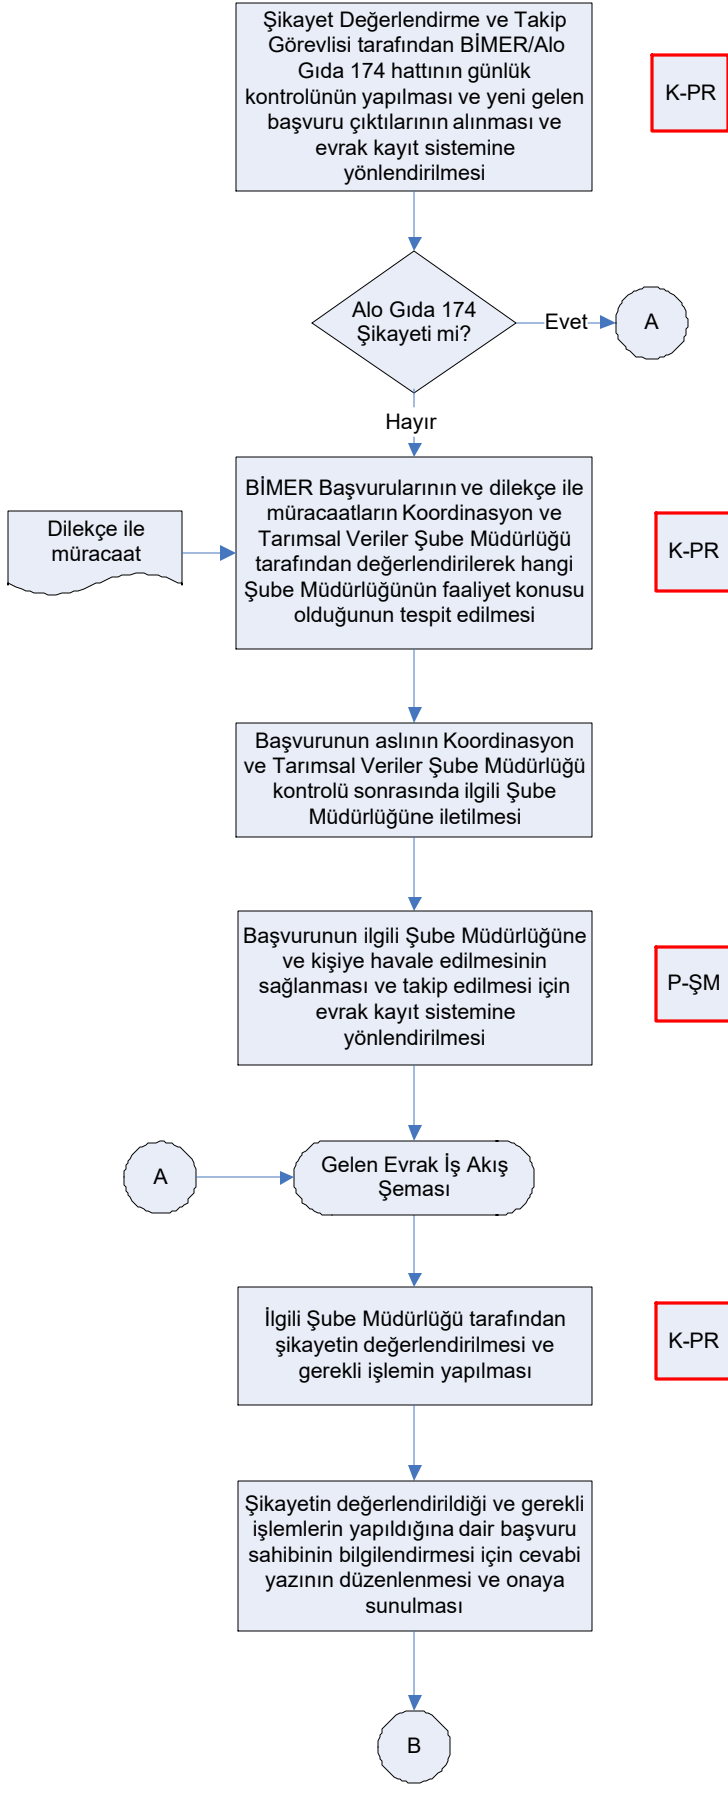 Şikayet Değerlendirme ve Takip
Görevlisi tarafından BİMER/Alo
Gıda 174 hattının günlük
kontrolünün yapılması ve yeni gelen
başvuru çıktılarının alınması ve
evrak kayıt sistemine
yönlendirilmesi
K-PR
Alo Gıda 174
Şikayeti mi?
Evet
A
Hayır
BİMER Başvurularının ve dilekçe ile
müracaatların Koordinasyon ve
Tarımsal Veriler Şube Müdürlüğü
tarafından değerlendirilerek hangi
Şube Müdürlüğünün faaliyet konusu
olduğunun tespit edilmesi
Dilekçe ile
müracaat
K-PR
Başvurunun aslının Koordinasyon
ve Tarımsal Veriler Şube Müdürlüğü
kontrolü sonrasında ilgili Şube
Müdürlüğüne iletilmesi
Başvurunun ilgili Şube Müdürlüğüne
ve kişiye havale edilmesinin
sağlanması ve takip edilmesi için
evrak kayıt sistemine
yönlendirilmesi
P-ŞM
A
Gelen Evrak İş Akış
Şeması
İlgili Şube Müdürlüğü tarafından
şikayetin değerlendirilmesi ve
gerekli işlemin yapılması
K-PR
Şikayetin değerlendirildiği ve gerekli
işlemlerin yapıldığına dair başvuru
sahibinin bilgilendirmesi için cevabi
yazının düzenlenmesi ve onaya
sunulması
B